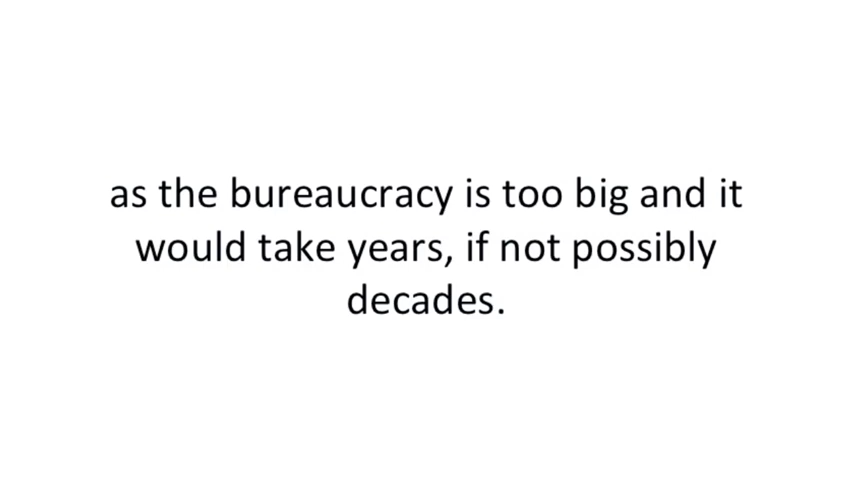 as the bureaucracy is too big and it
would take years, if not possibly
decades.